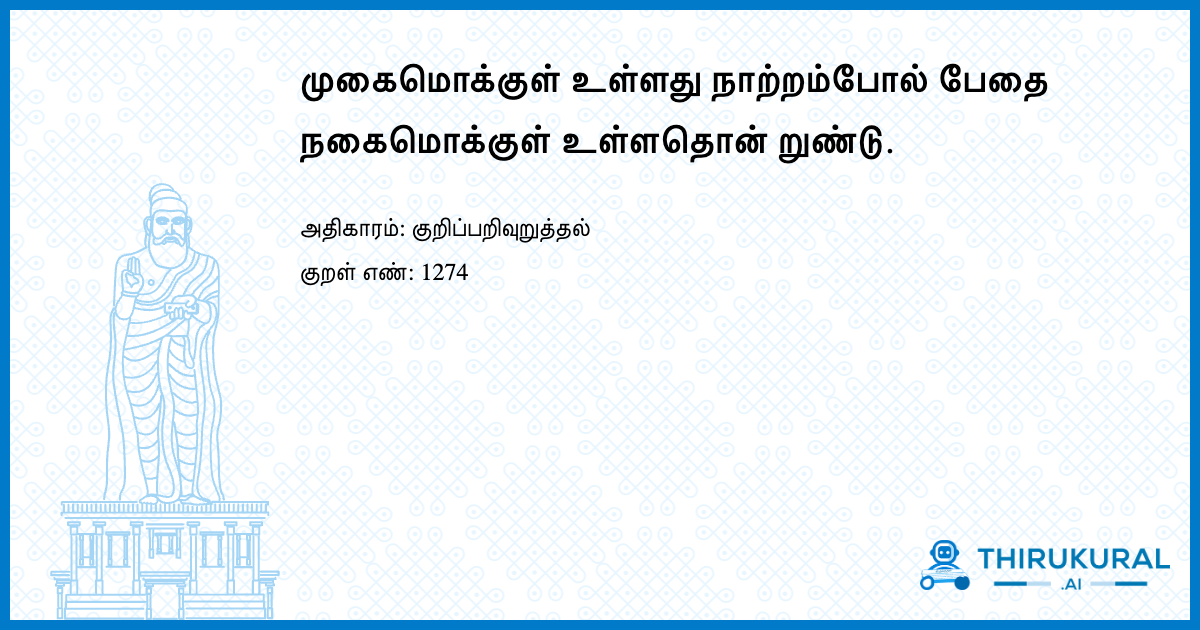 முகைமொக்குள் உள்ளது நாற்றம்போல் பேதை
நகைமொக்குள் உள்ளதொன் றுண்டு.
அதிகாரம்: குறிப்பறிவுறுத்தல்
குறள் எண்: 1274
THIRUKURAL
.AI